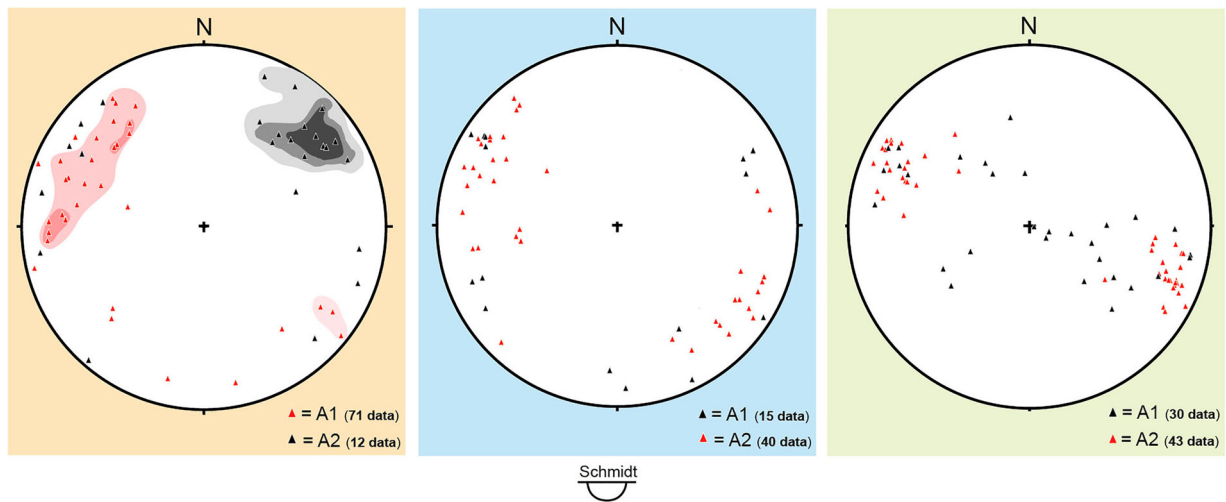 N
N
N
= A1 (71 data)
= A2 (12 data)
= A1 (15 data)
= A2 (40 data)
= A1 (30 data)
= A2 (43 data)
Schmidt